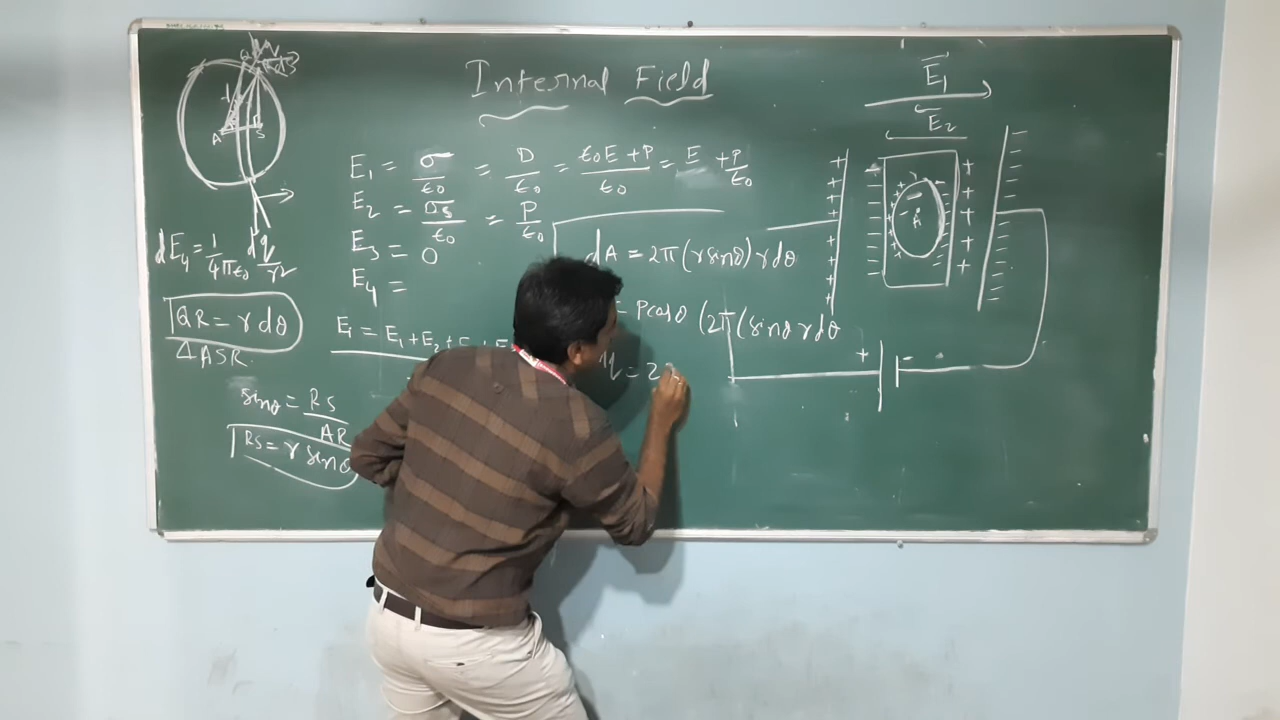 Internal Field
E₁ = σ/ε₀ = D/ε₀ = ε₀E+P/ε₀ = E + P/ε₀
E₂ = σₛ/ε₀ = P/ε₀
E₃ = 0
E₄ =
Eᵢ = E₁+E₂+
dE₄ = 1/4πε₀ dq/r²
QR = r dθ
△ASR
sinθ = RS/AR
RS = r sinθ
dA = 2π(r sinθ) r dθ
= P cosθ (2π(sinθ r dθ
= 2
E₁
E₂
A
S
A